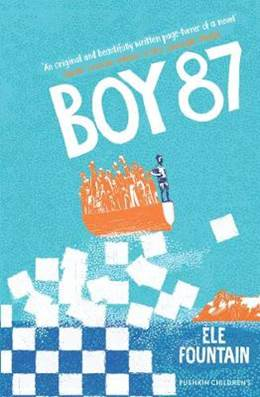 'An original and beautifully written page-turner of a novel'
BOY 87
ELE
FOUNTAIN
PUSHKIN CHILDREN'S